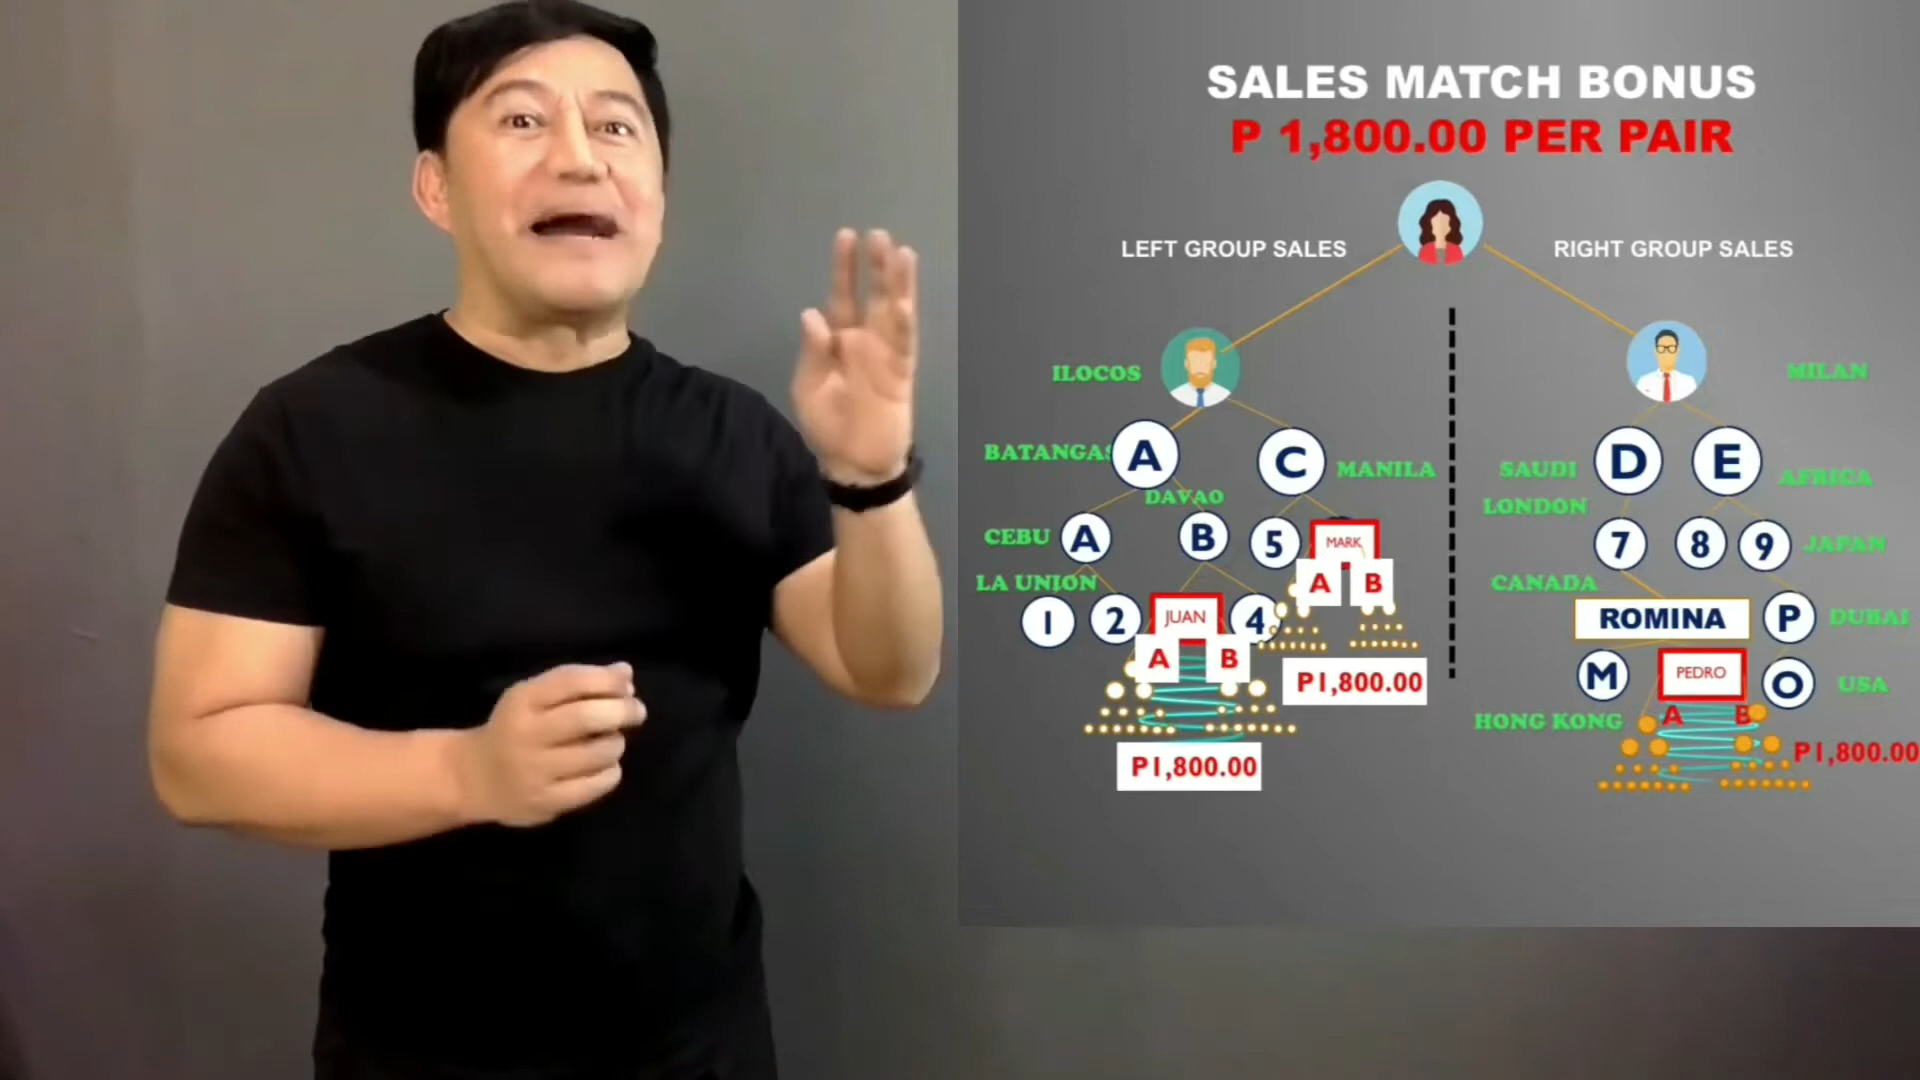 SALES MATCH BONUS
P 1,800.00 PER PAIR
LEFT GROUP SALES
RIGHT GROUP SALES
ILOCOS
MILAN
BATANGAS
A
C
MANILA
SAUDI
D
E
AFRICA
DAVAO
LONDON
CEBU
A
B
5
MARK
7
8
9
JAPAN
LA UNION
A
B
CANADA
1
2
JUAN
4
ROMINA
P
DUBAI
A
B
P1,800.00
M
PEDRO
O
USA
HONG KONG
A
B
P1,800.00
P1,800.00